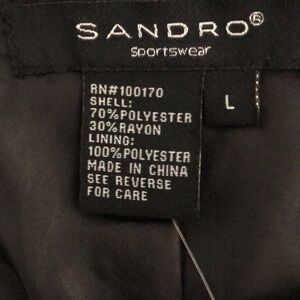 SANDRO®
Sportswear
L
RN#100170
SHELL:
70%POLYESTER
30%RAYON
LINING:
100%POLYESTER
MADE IN CHINA
SEE REVERSE
FOR CARE